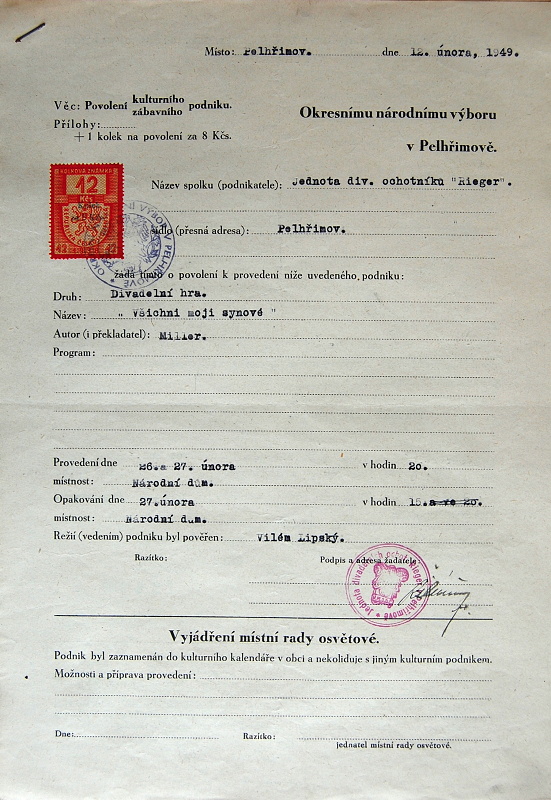 Místo: Pelhřimov. dne 12. února, 1949.
Věc: Povolení kulturního zábavního podniku.
Přílohy:
+ 1 kolek na povolení za 8 Kčs.
Okresnímu národnímu výboru
v Pelhřimově.
KOLKOVÁ ZNÁMKA
12
Kčs
Název spolku (podnikatele): Jednota div. ochotníku "Rieger".
sídlo (přesná adresa): Pelhřimov.
žádá tímto o povolení k provedení níže uvedeného podniku:
Druh: Divadelní hra.
Název: " Všichni moji synové "
Autor (i překladatel): Miller.
Program:
Provedení dne 26.a 27. února v hodin 20.
místnost: Národní dům.
Opakování dne 27.února v hodin 15.a ve 20.
místnost: Národní dum.
Režií (vedením) podniku byl pověřen: Vilém Lipský.
Razítko: Podpis a adresa žadatele:
Vyjádření místní rady osvětové.
Podnik byl zaznamenán do kulturního kalendáře v obci a nekoliduje s jiným kulturním podnikem.
Možnosti a příprava provedení:
Dne: Razítko:
jednatel místní rady osvětové.